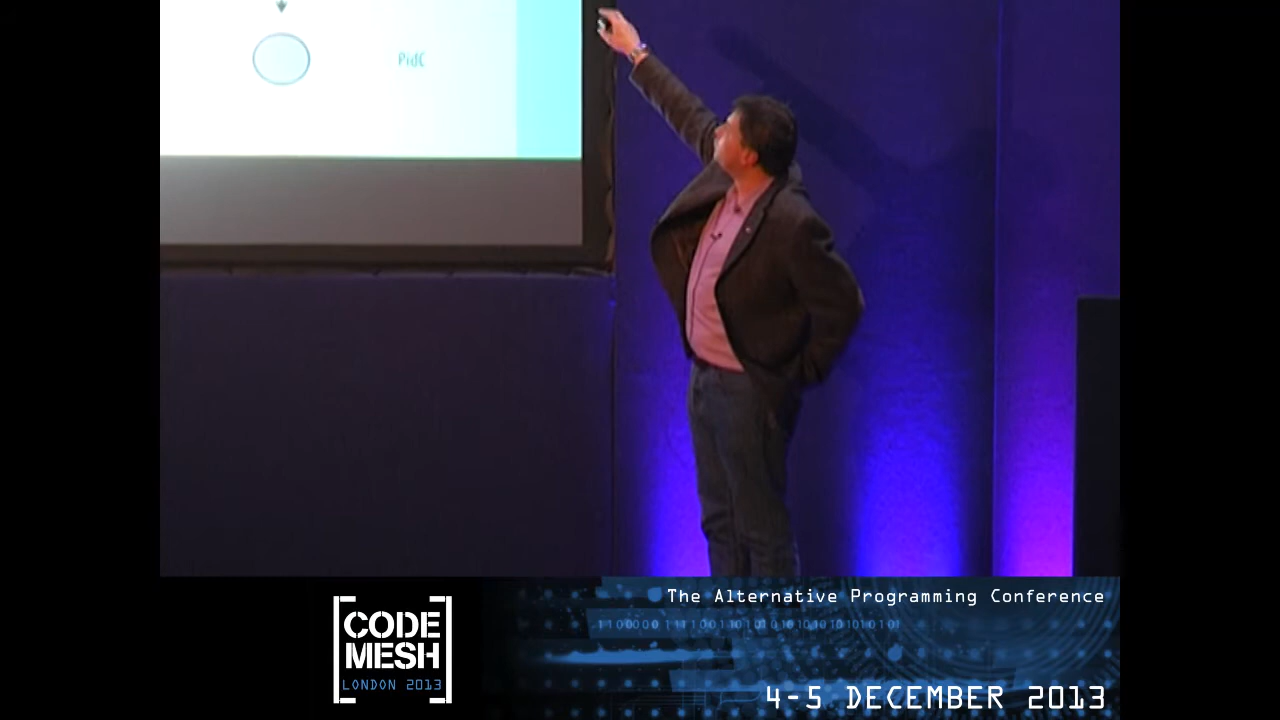 PidC
The Alternative Programming Conference
CODE
MESH
LONDON 2013
4-5 DECEMBER 2013